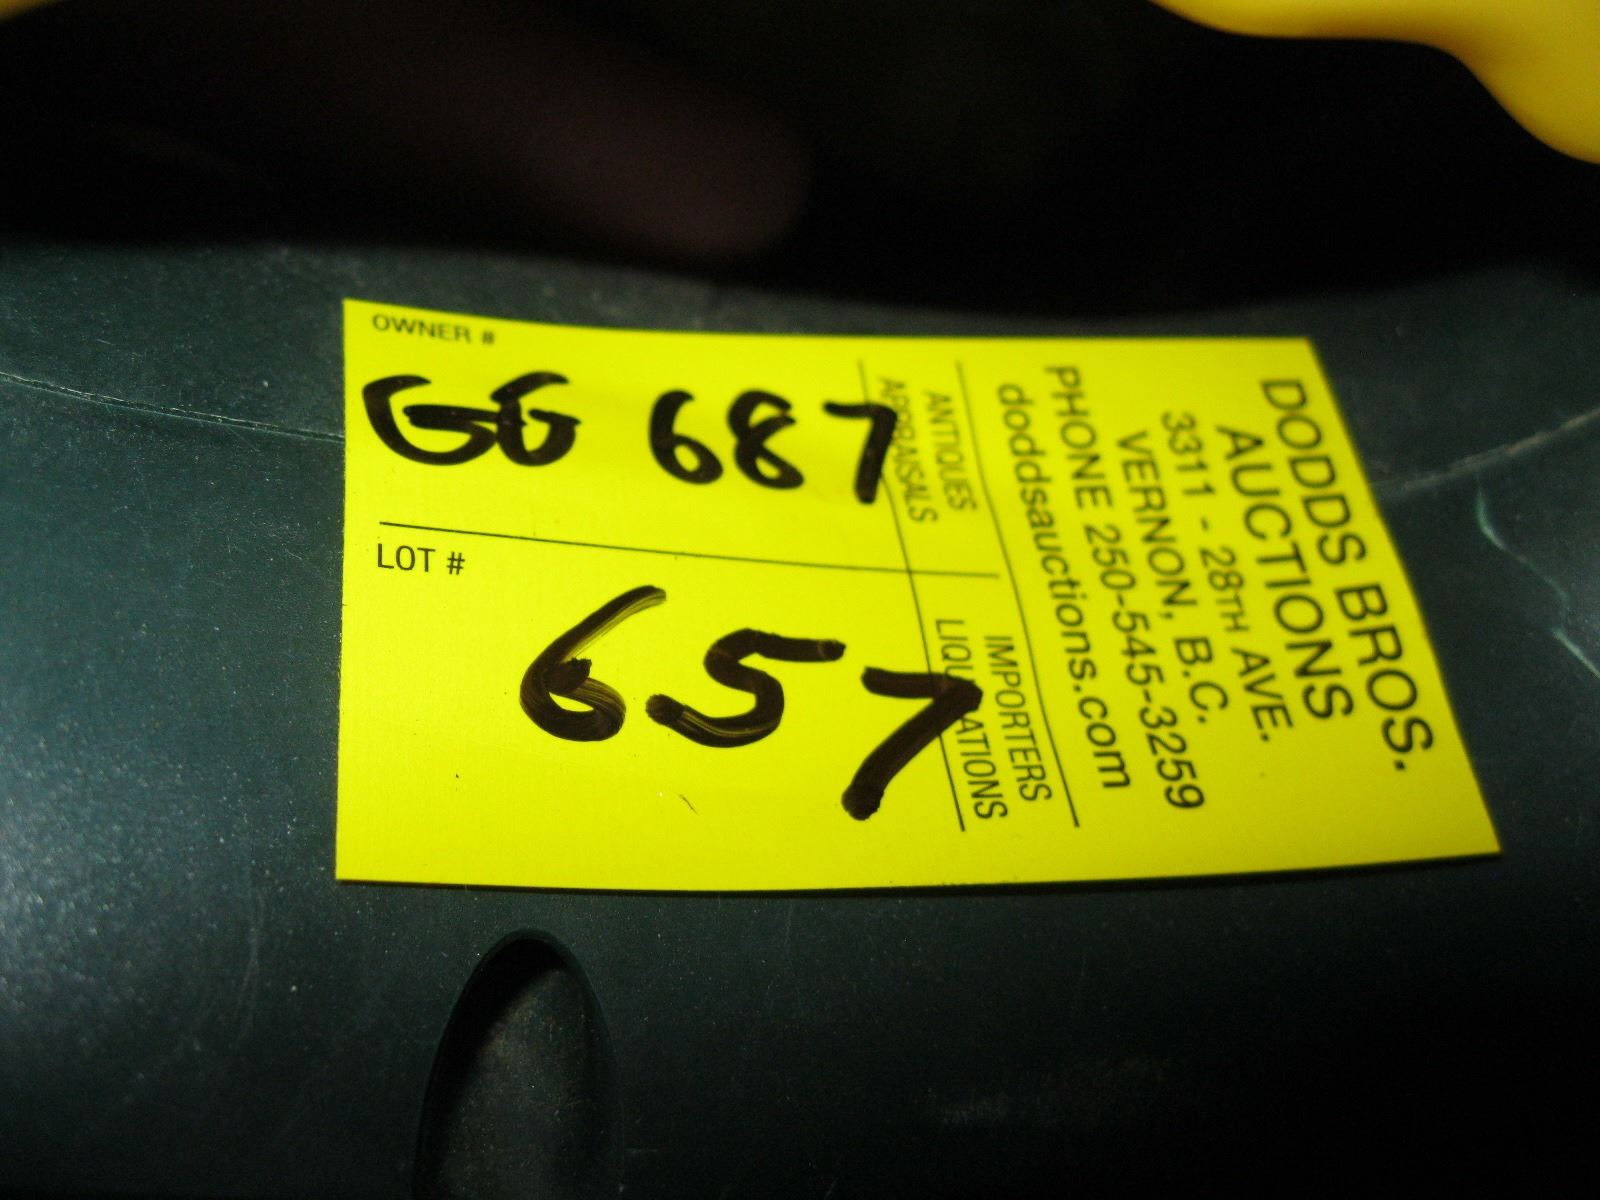 OWNER #
GG 687
LOT #
657
DODDS BROS.
AUCTIONS
3311 - 28TH AVE.
VERNON, B.C.
PHONE 250-545-3259
doddsauctions.com
ANTIQUES IMPORTERS
APPRAISALS LIQUIDATIONS